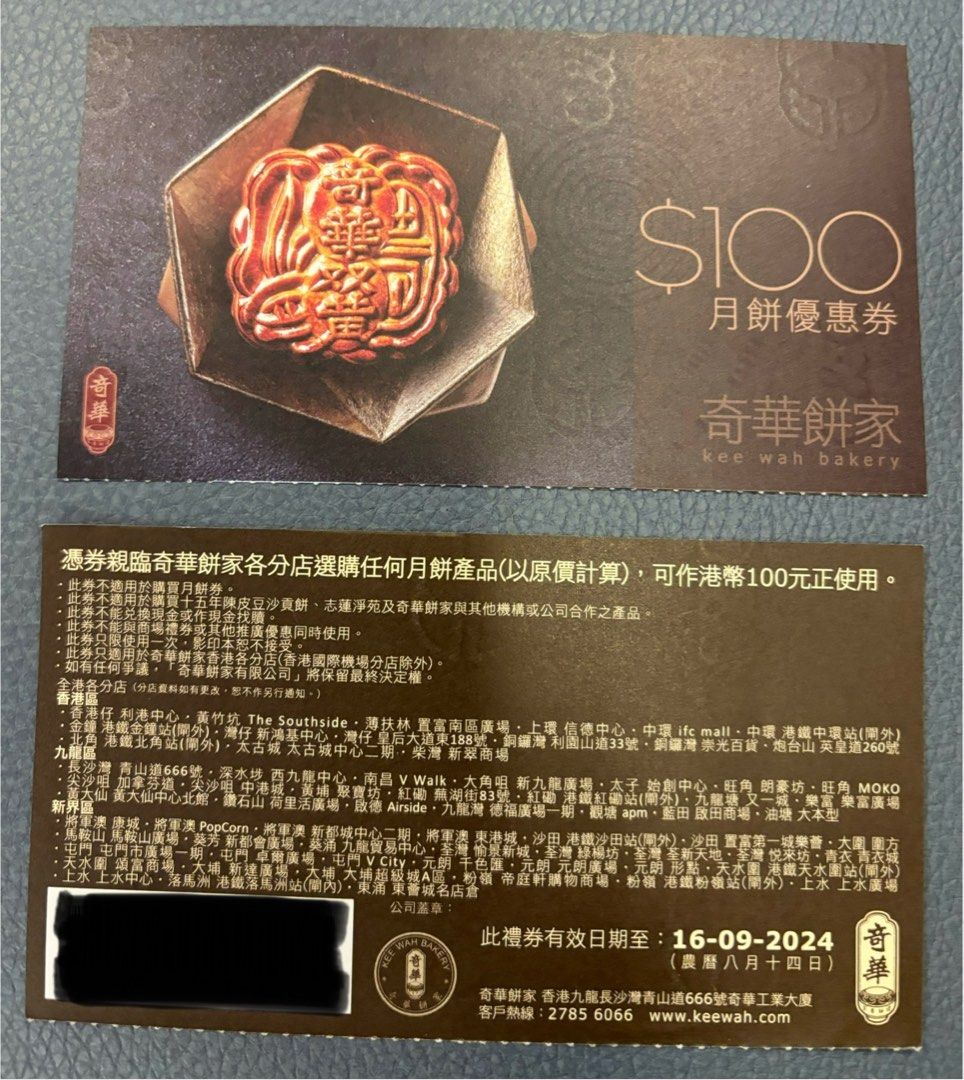 奇華双黃
$100
月餅優惠券
奇華
奇華餅家
kee wah bakery
憑券親臨奇華餅家各分店選購任何月餅產品(以原價計算)，可作港幣100元正使用。
·此券不適用於購買月餅券。
·此券不適用於購買十五年陳皮豆沙貢餅、志蓮淨苑及奇華餅家與其他機構或公司合作之產品。
·此券不能兌換現金或作現金找贖。
·此券不能與商場禮券或其他推廣優惠同時使用。
·此券只限使用一次，影印本恕不接受。
·此券只適用於奇華餅家香港各分店(香港國際機場分店除外)。
·如有任何爭議，「奇華餅家有限公司」將保留最終決定權。
全港各分店（分店資料如有更改，恕不作另行通知。）
香港區
·香港仔 利港中心·黃竹坑 The Southside·薄扶林 置富南區廣場·上環 信德中心·中環 ifc mall·中環 港鐵中環站(閘外)
·金鐘 港鐵金鐘站(閘外)·灣仔 新鴻基中心·灣仔 皇后大道東188號·銅鑼灣 利園山道33號·銅鑼灣 崇光百貨·炮台山 英皇道260號
·北角 港鐵北角站(閘外)·太古城 太古城中心二期·柴灣 新翠商場
九龍區
·長沙灣 青山道666號·深水埗 西九龍中心·南昌 V Walk·大角咀 新九龍廣場·太子 始創中心·旺角 朗豪坊·旺角 MOKO
·尖沙咀 加拿芬道·尖沙咀 中港城·黃埔 聚寶坊·紅磡 蕪湖街83號·紅磡 港鐵紅磡站(閘外)·九龍塘 又一城·樂富 樂富廣場
·黃大仙 黃大仙中心北館·鑽石山 荷里活廣場·啟德 Airside·九龍灣 德福廣場一期·觀塘 apm·藍田 啟田商場·油塘 大本型
新界區
·將軍澳 康城·將軍澳 PopCorn·將軍澳 新都城中心二期·將軍澳 東港城·沙田 港鐵沙田站(閘外)·沙田 置富第一城樂薈·大圍 圍方
·馬鞍山 馬鞍山廣場·葵芳 新都會廣場·葵涌 九龍貿易中心·荃灣 愉景新城·荃灣 綠楊坊·荃灣 荃新天地·荃灣 悅來坊·青衣 青衣城
·屯門 屯門市廣場一期·屯門 卓爾廣場·屯門 V City·元朗 千色匯·元朗 元朗廣場·元朗 形點·天水圍 港鐵天水圍站(閘外)
·天水圍 頌富商場·大埔 新達廣場·大埔 大埔超級城A區·粉嶺 帝庭軒購物商場·粉嶺 港鐵粉嶺站(閘外)·上水 上水廣場
·上水 上水中心·落馬洲 港鐵落馬洲站(閘內)·東涌 東薈城名店倉
公司蓋章：
KEE WAH BAKERY
奇華
奇華餅家
此禮券有效日期至：16-09-2024
(農曆八月十四日)
奇華餅家 香港九龍長沙灣青山道666號奇華工業大廈
客戶熱線：2785 6066 www.keewah.com
奇華